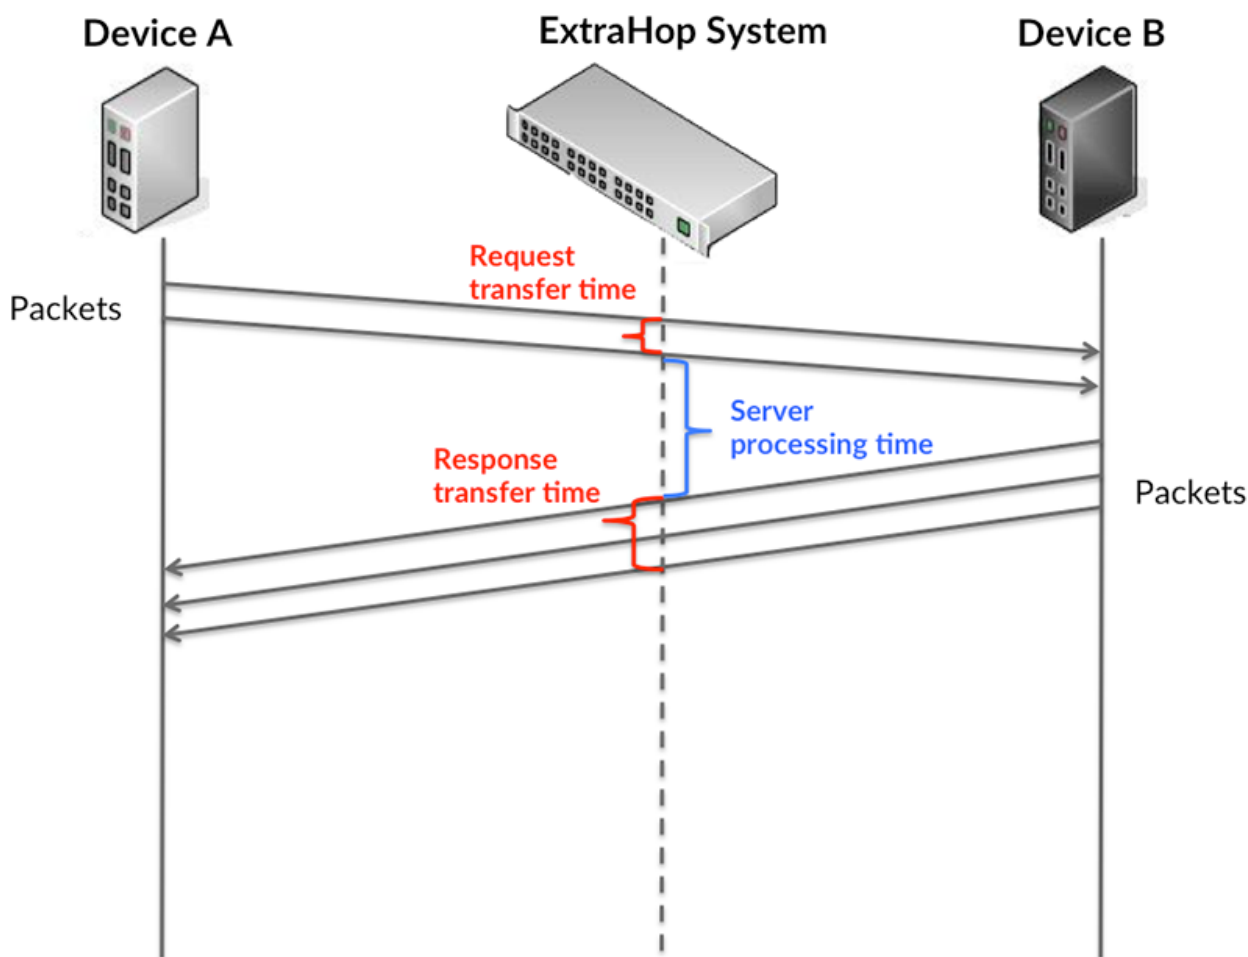 Device A
ExtraHop System
Device B
Request
transfer time
Packets
Server
processing time
Response
transfer time
Packets